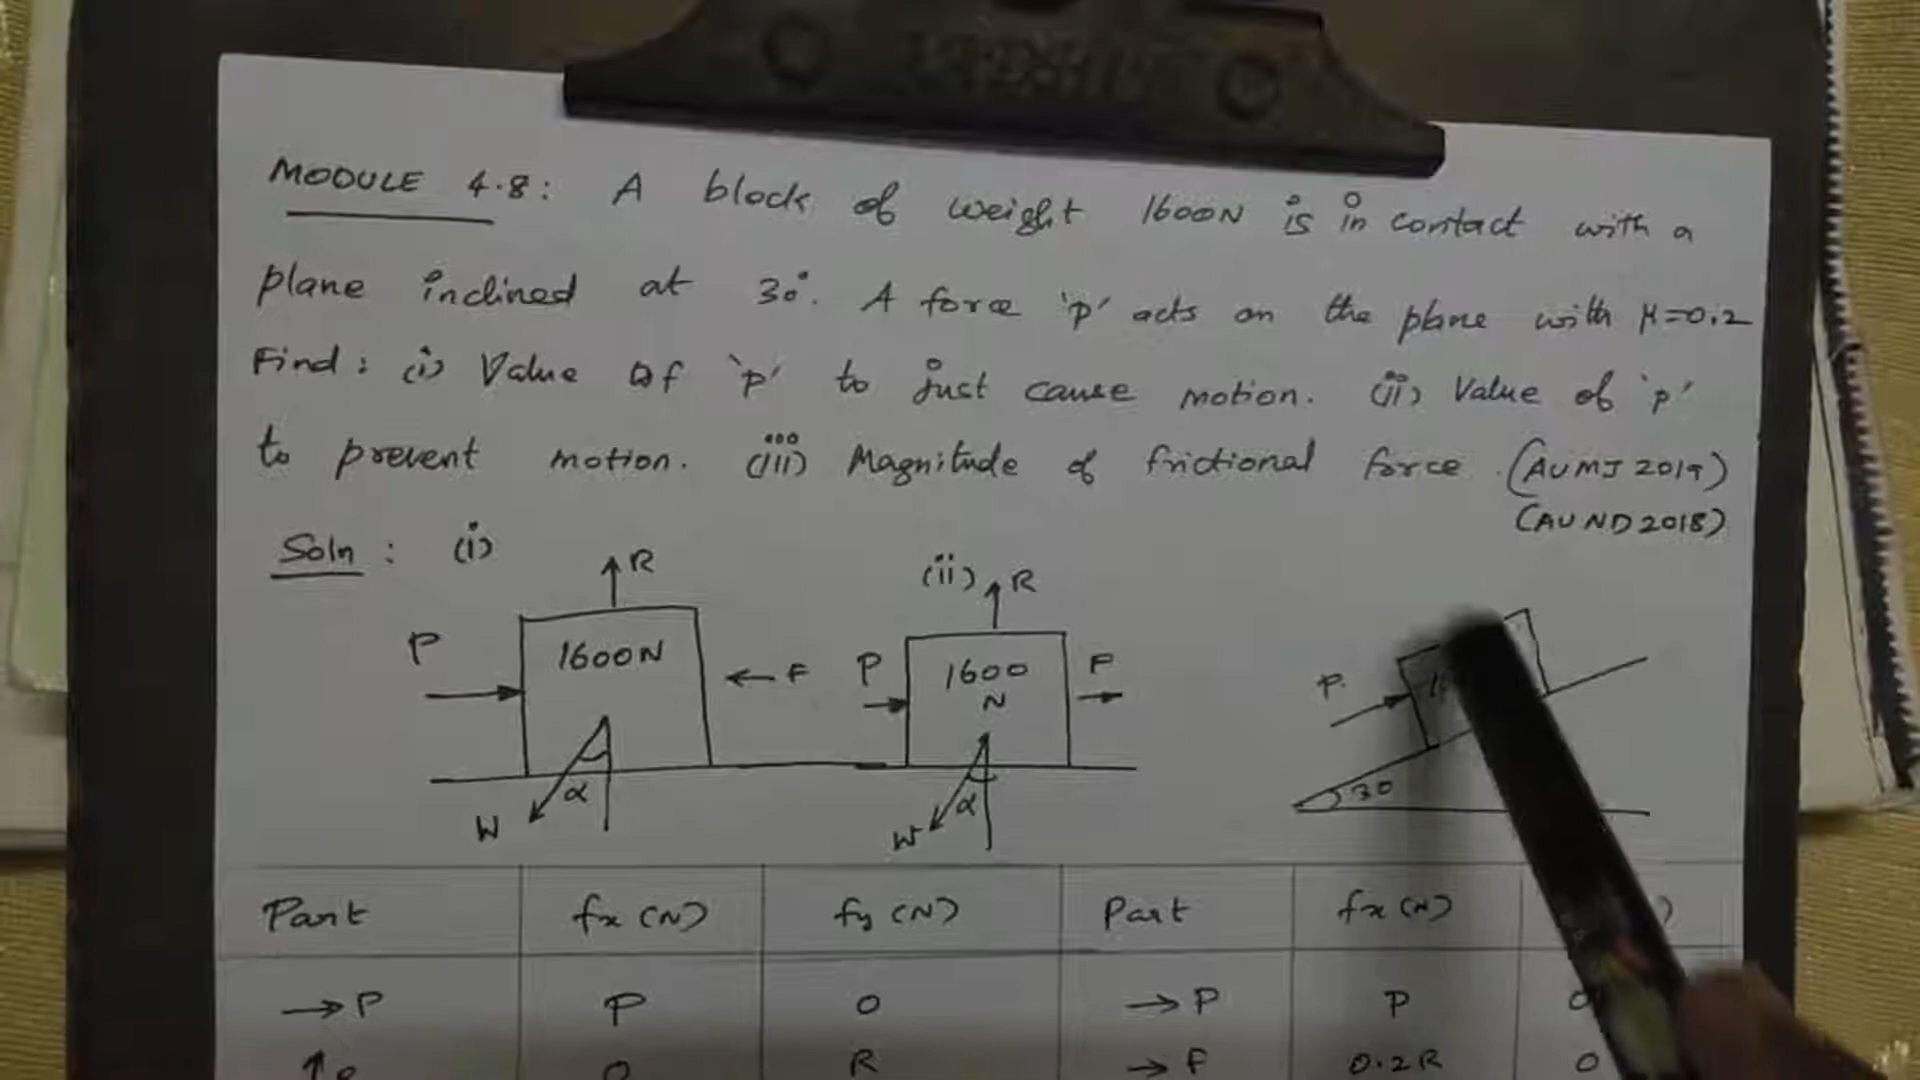 MODULE 4.8: A block of weight 1600N is in contact with a
plane inclined at 30°. A force 'p' acts on the plane with μ=0.2
Find: (i) Value of 'p' to just cause motion. (ii) Value of 'p'
to prevent motion. (iii) Magnitude of frictional force. (AUMJ 2019)
(AU ND 2018)
Soln: (i)
R
P
1600N
← F
α
W
(ii)
R
P
1600
N
F
α
W
P.
30
Part fx (N) fy (N) Part fx (N)
→ P P 0 → P P 0
0 R → F 0.2R 0